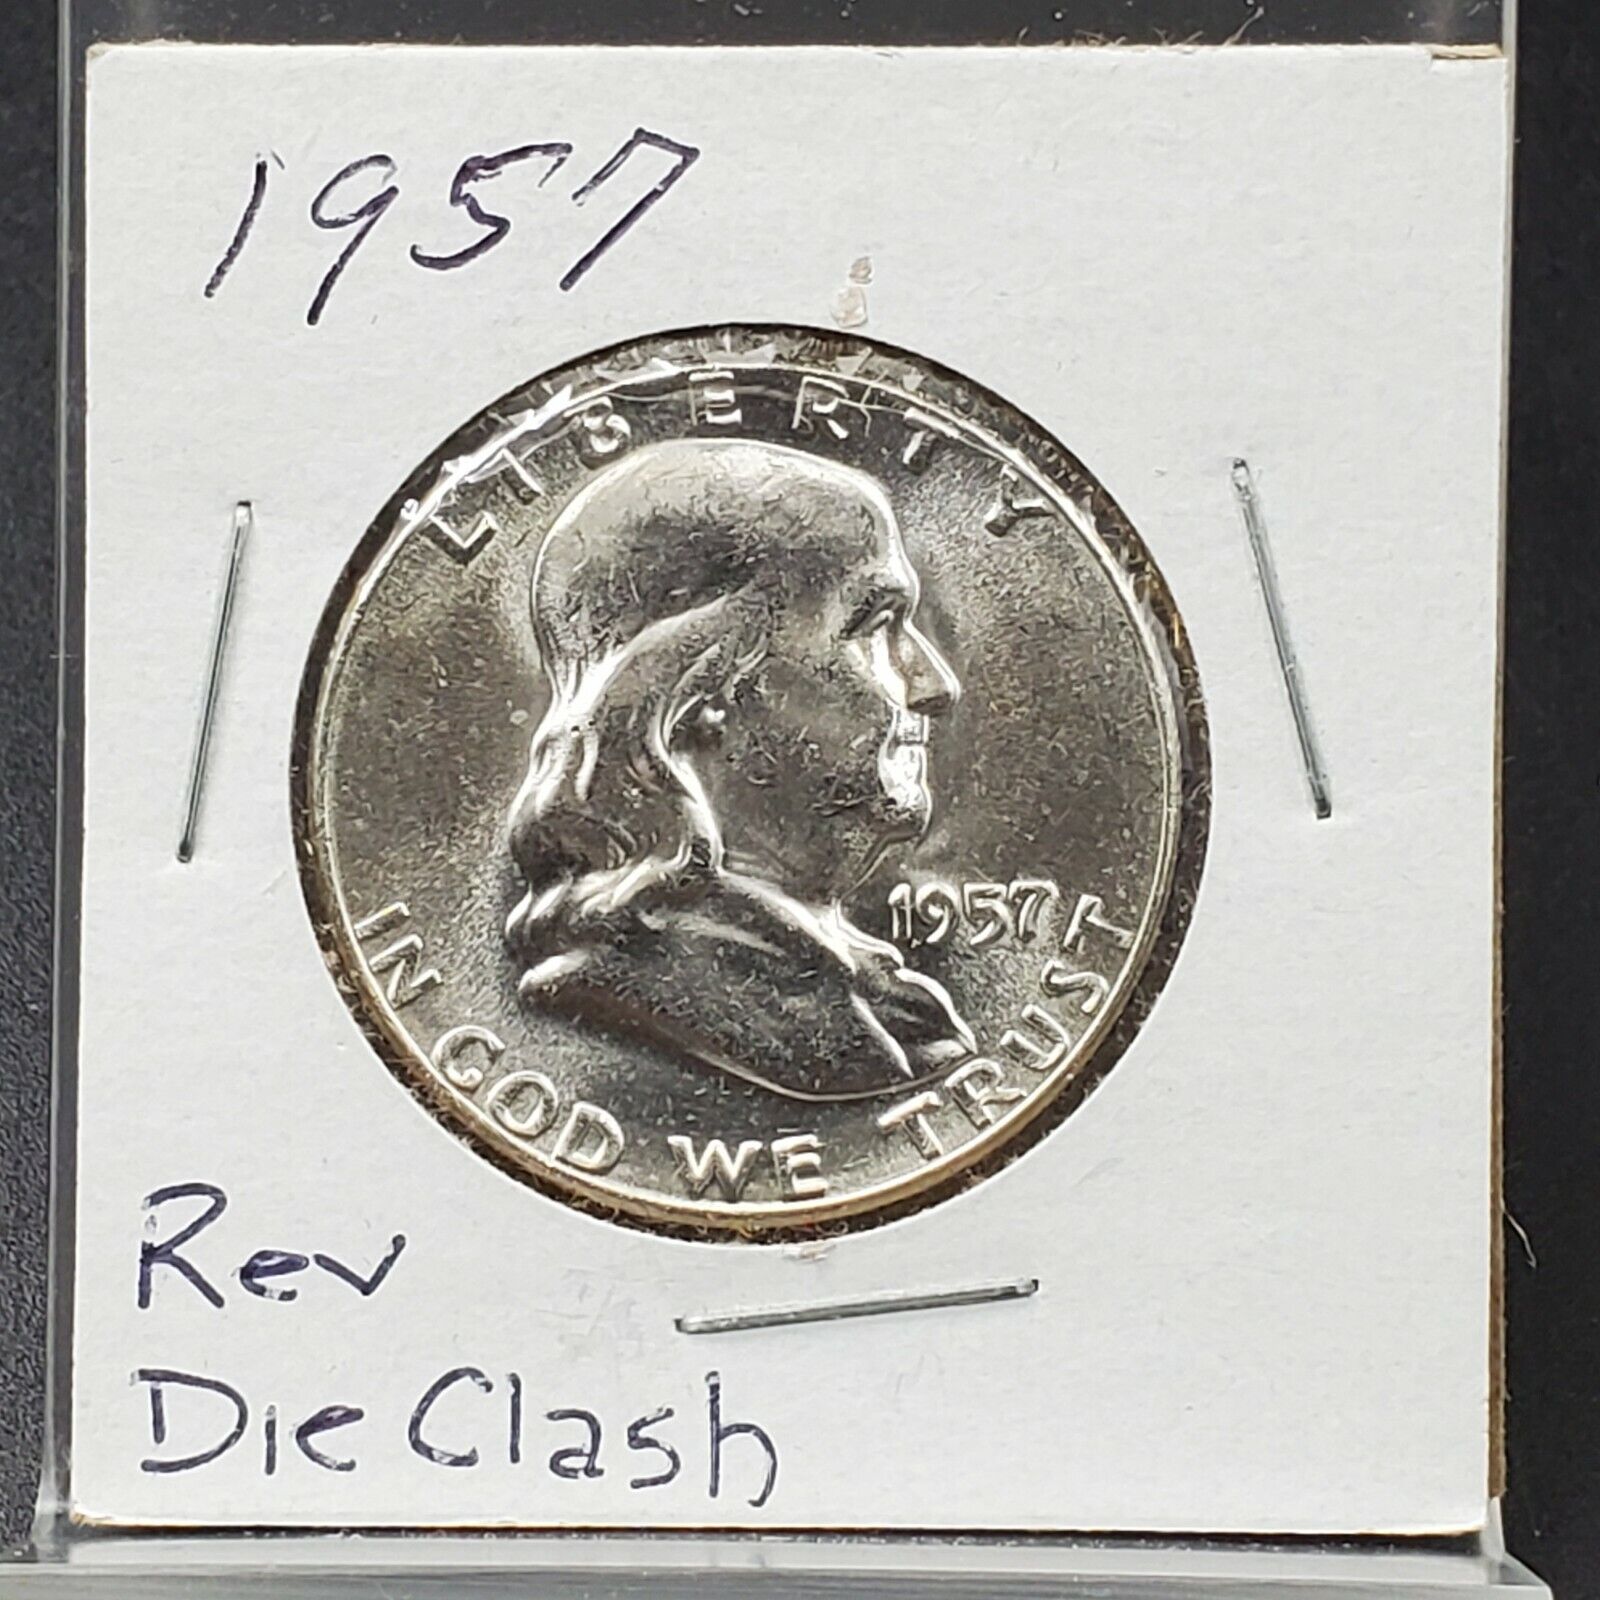 1957
LIBERTY
1957
IN GOD WE TRUST
Rev
Die Clash